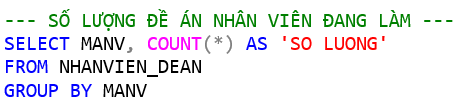 --- SỐ LƯỢNG ĐỀ ÁN NHÂN VIÊN ĐANG LÀM ---
SELECT MANV, COUNT(*) AS 'SO LUONG'
FROM NHANVIEN_DEAN
GROUP BY MANV